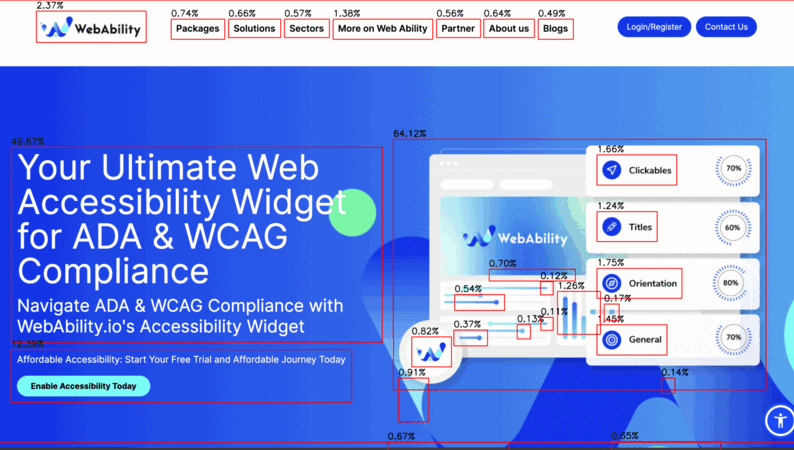 2.37%
0.74% 0.66% 0.57% 1.38% 0.56% 0.64% 0.49%
WebAbility Packages Solutions Sectors More on Web Ability Partner About us Blogs Login/Register Contact Us
49.67%
64.12%
Your Ultimate Web
Accessibility Widget
for ADA & WCAG
Compliance
Navigate ADA & WCAG Compliance with
WebAbility.io's Accessibility Widget
12.39%
Affordable Accessibility: Start Your Free Trial and Affordable Journey Today
Enable Accessibility Today
1.66%
Clickables 70%
1.24%
Titles 60%
WebAbility
1.75%
Orientation 80%
0.70%
0.12%
0.54%
1.26%
0.17%
0.11%
0.13%
0.37%
1.45%
General 70%
0.82%
0.91%
0.14%
0.67%
0.65%